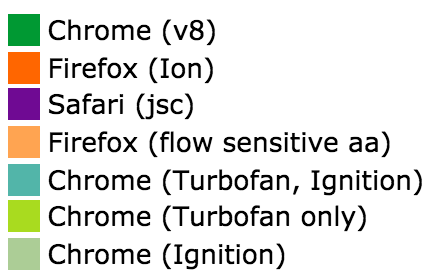 Chrome (v8)
Firefox (Ion)
Safari (jsc)
Firefox (flow sensitive aa)
Chrome (Turbofan, Ignition)
Chrome (Turbofan only)
Chrome (Ignition)